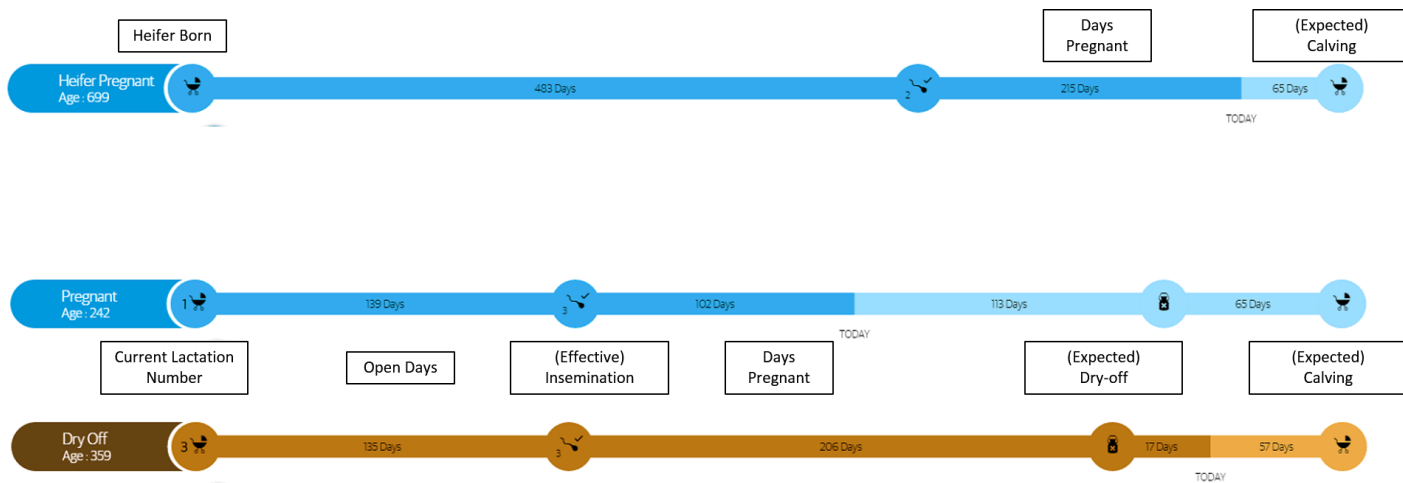 Heifer Born
Days
Pregnant
(Expected)
Calving
Heifer Pregnant
Age : 699
483 Days
2
215 Days
65 Days
TODAY
Pregnant
Age : 242
1
139 Days
3
102 Days
113 Days
65 Days
TODAY
Current Lactation
Number
Open Days
(Effective)
Insemination
Days
Pregnant
(Expected)
Dry-off
(Expected)
Calving
Dry Off
Age : 359
3
135 Days
3
206 Days
17 Days
57 Days
TODAY